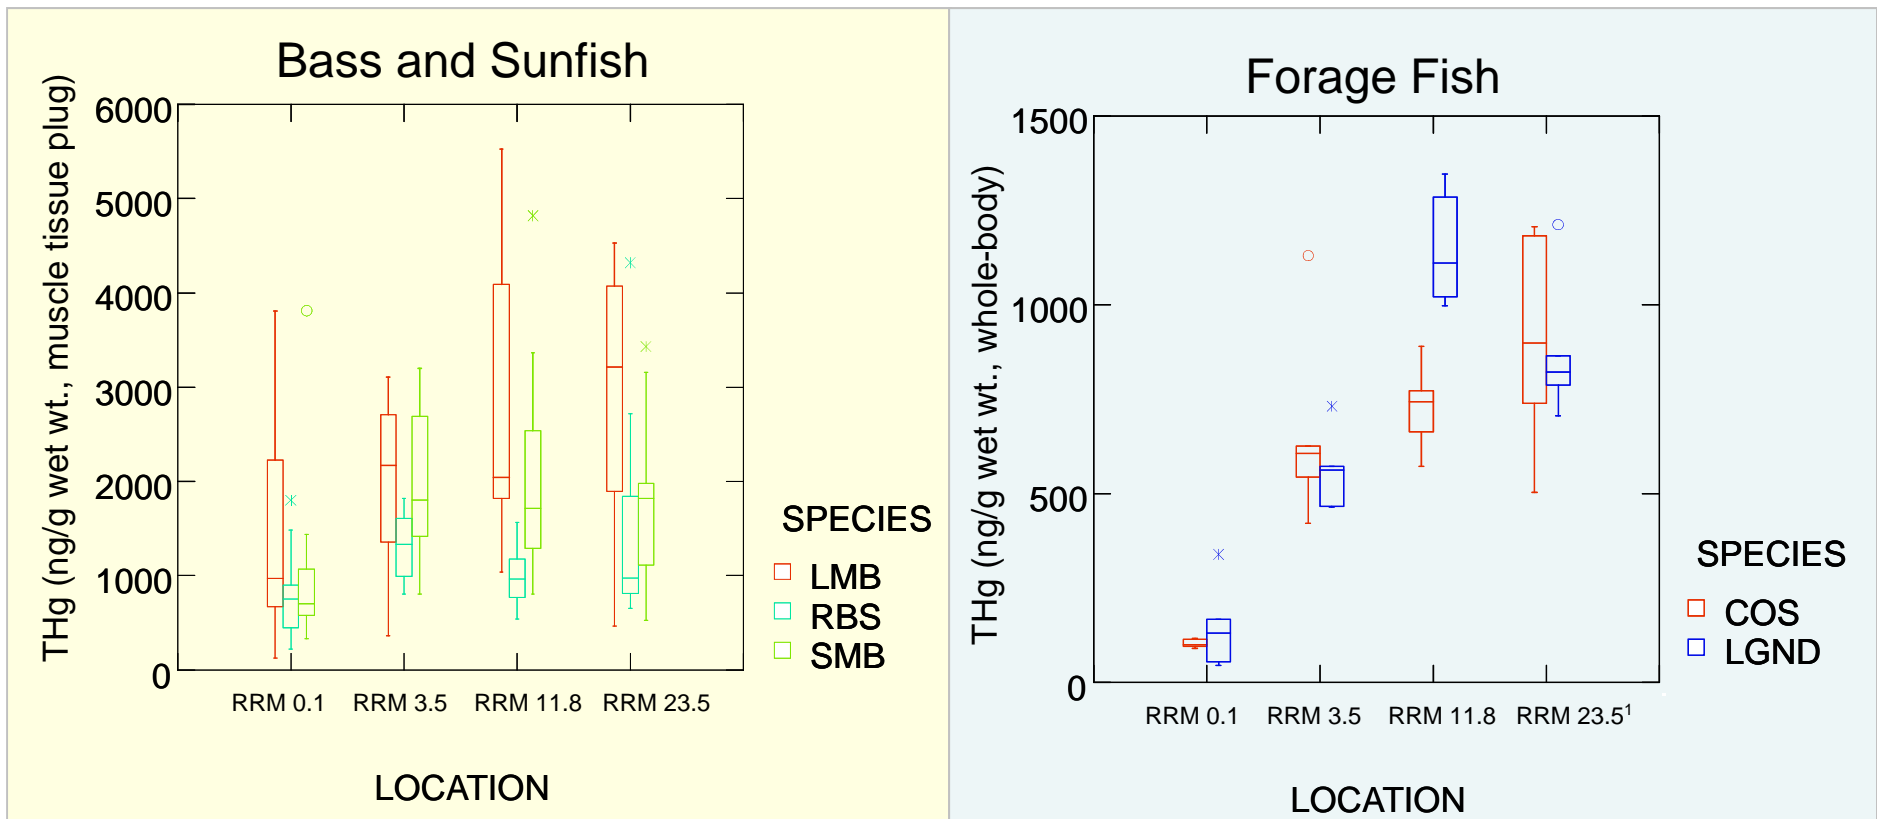 Bass and Sunfish
THg (ng/g wet wt., muscle tissue plug)
6000
5000
4000
3000
2000
1000
0
RRM 0.1 RRM 3.5 RRM 11.8 RRM 23.5
LOCATION
SPECIES
LMB
RBS
SMB
Forage Fish
THg (ng/g wet wt., whole-body)
1500
1000
500
0
RRM 0.1 RRM 3.5 RRM 11.8 RRM 23.5¹
LOCATION
SPECIES
COS
LGND